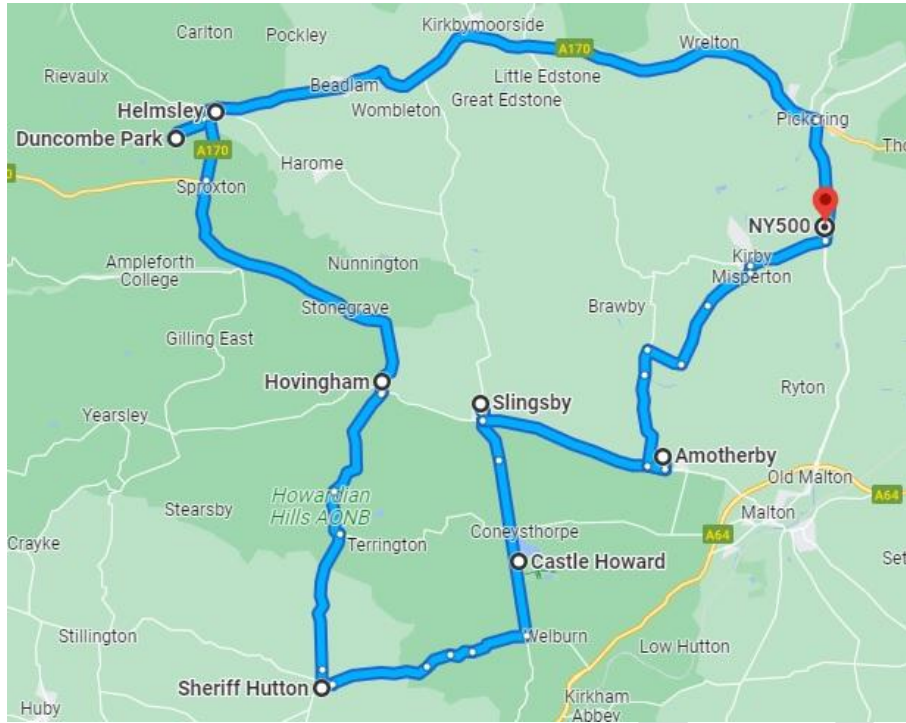 Carlton
Pockley
Kirkbymoorside
Rievaulx
A170
Wrelton
Beadlam
Little Edstone
Helmsley
Wombleton
Great Edstone
Pickering
Duncombe Park
A170
Harome
Tho
0
Sproxton
NY500
Ampleforth
College
Nunnington
Kirby
Misperton
Stonegrave
Brawby
Gilling East
Hovingham
Slingsby
Ryton
Yearsley
Amotherby
Old Malton
Howardian
Hills AONB
A64
Stearsby
Malton
Coneysthorpe
A64
Crayke
Terrington
Castle Howard
Set
Stillington
Welburn
Low Hutton
Sheriff Hutton
Huby
Kirkham
Abbey